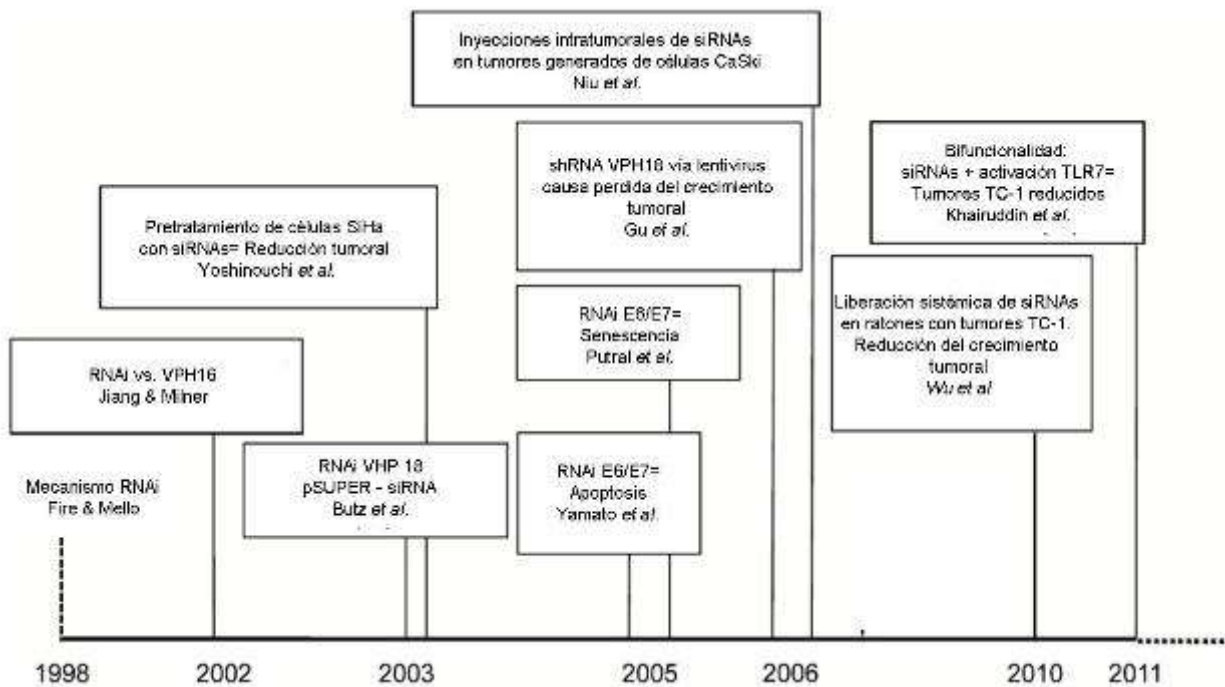 Inyecciones intratumorales de siRNAs
en tumores generados de células CaSki
Niu et al.
shRNA VPH18 vía lentivirus
causa perdida del crecimiento
tumoral
Gu et al.
Bifuncionalidad:
siRNAs + activación TLR7=
Tumores TC-1 reducidos
Khairuddin et al.
Pretratamiento de células SiHa
con siRNAs= Reducción tumoral
Yoshinouchi et al.
Liberación sistémica de siRNAs
en ratones con tumores TC-1.
Reducción del crecimiento
tumoral
Wu et al
RNAi E6/E7=
Senescencia
Putral et al.
RNAi vs. VPH16
Jiang & Milner
RNAi VHP 18
pSUPER - siRNA
Butz et al.
RNAi E6/E7=
Apoptosis
Yamato et al.
Mecanismo RNAi
Fire & Mello
1998 2002 2003 2005 2006 2010 2011